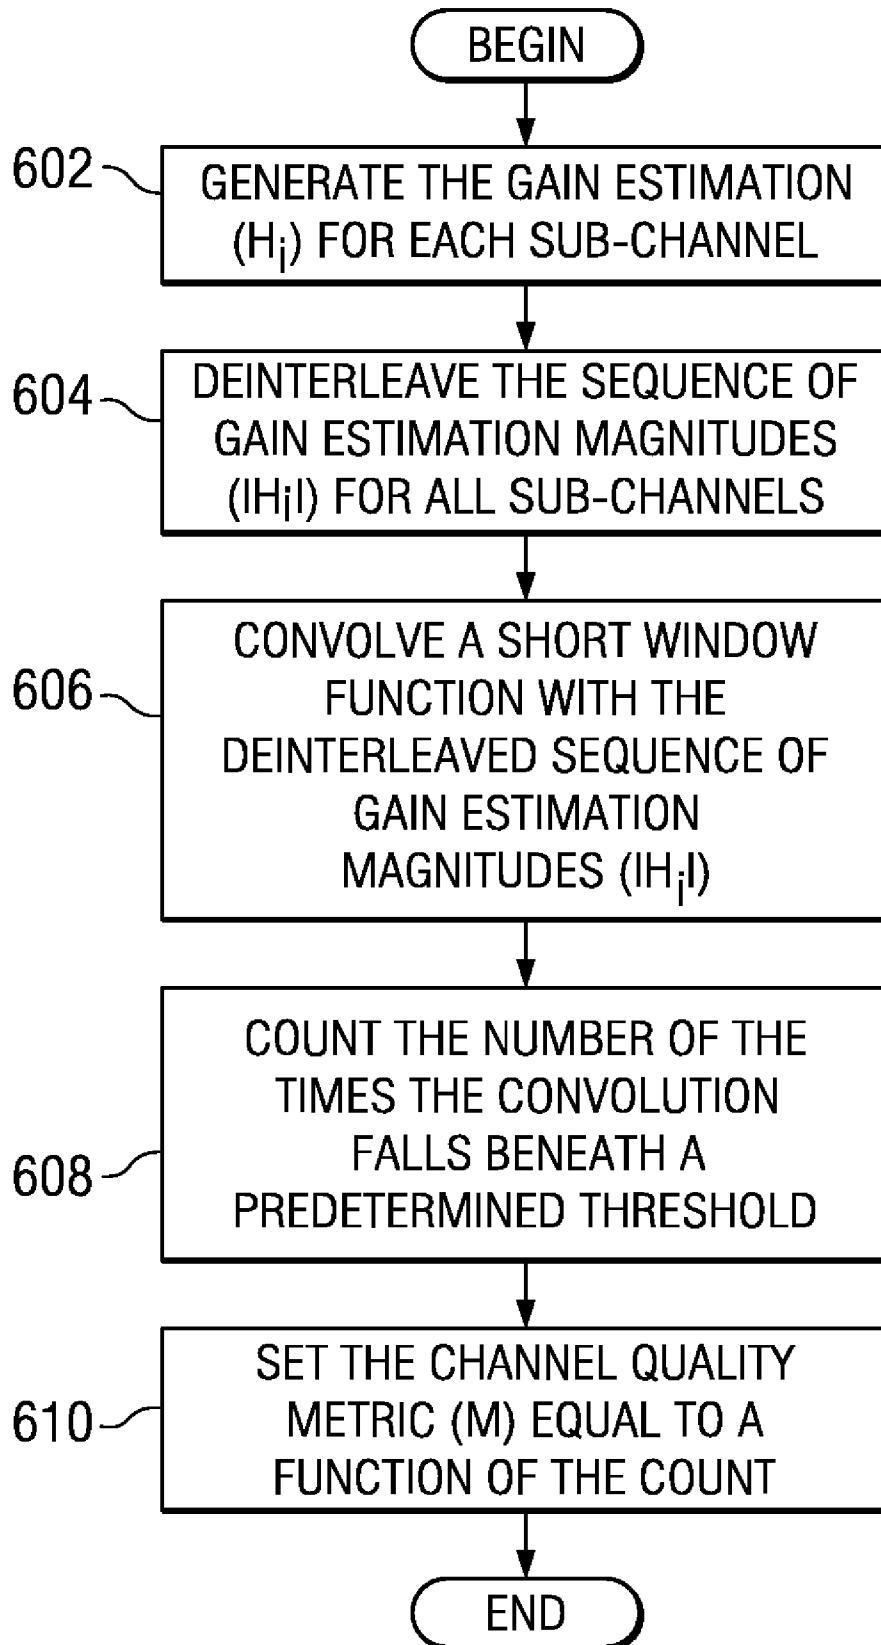 BEGIN
602
GENERATE THE GAIN ESTIMATION
(Hi) FOR EACH SUB-CHANNEL
604
DEINTERLEAVE THE SEQUENCE OF
GAIN ESTIMATION MAGNITUDES
(|Hi|) FOR ALL SUB-CHANNELS
606
CONVOLVE A SHORT WINDOW
FUNCTION WITH THE
DEINTERLEAVED SEQUENCE OF
GAIN ESTIMATION
MAGNITUDES (|Hi|)
608
COUNT THE NUMBER OF THE
TIMES THE CONVOLUTION
FALLS BENEATH A
PREDETERMINED THRESHOLD
610
SET THE CHANNEL QUALITY
METRIC (M) EQUAL TO A
FUNCTION OF THE COUNT
END